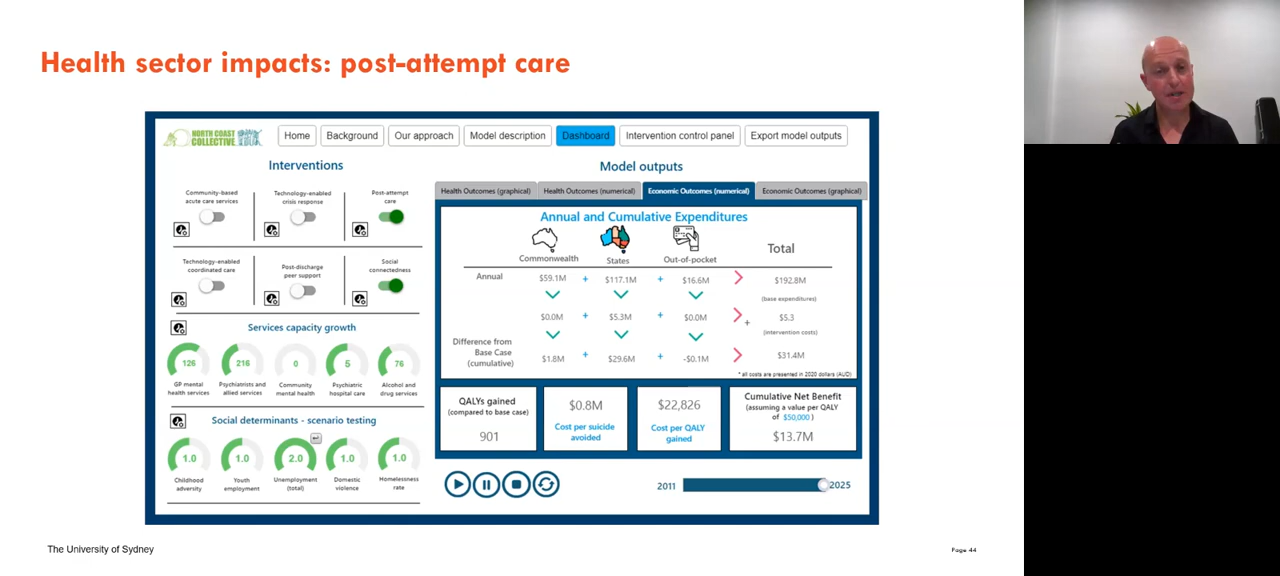 Health sector impacts: post-attempt care
NORTH COAST
COLLECTIVE
Home
Background
Our approach
Model description
Dashboard
Intervention control panel
Export model outputs
Interventions
Community-based
acute care services
Technology-enabled
crisis response
Post-attempt
care
Technology-enabled
coordinated care
Post-discharge
peer support
Social
connectedness
Services capacity growth
126
216
0
5
76
GP mental
health services
Psychiatrists and
allied services
Community
mental health
Psychiatric
hospital care
Alcohol and
drug services
Social determinants - scenario testing
1.0
1.0
2.0
1.0
1.0
Childhood
adversity
Youth
employment
Unemployment
(total)
Domastic
violence
Homelessness
rate
Model outputs
Health Outcomes (graphical)
Health Outcomes (numerical)
Economic Outcomes (numerical)
Economic Outcomes (graphical)
Annual and Cumulative Expenditures
Commonwealth
States
Out-of-pocket
Total
Annual
$59.1M + $117.1M + $16.6M $192.8M
(base expenditures)
$0.0M + $5.3M + $0.0M + $5.3
(intervention costs)
Difference from
Base Case
(cumulative)
$1.8M + $29.6M + -$0.1M $31.4M
* all costs are presented in 2020 dollars (AUD)
QALYs gained
(compared to base case)
901
$0.8M
Cost per suicide
avoided
$22,826
Cost per QALY
gained
Cumulative Net Benefit
(assuming a value per QALY
of $50,000 )
$13.7M
2011
2025
The University of Sydney
Page 44